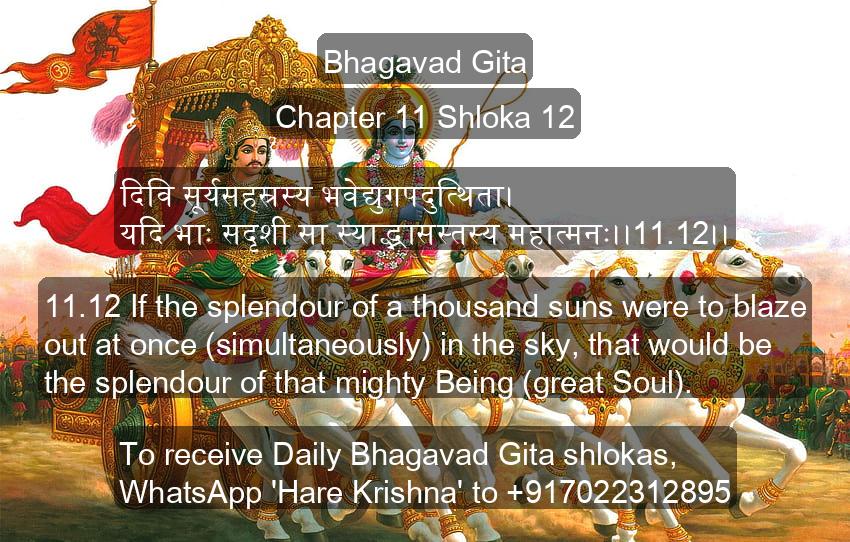 Bhagavad Gita
Chapter 11 Shloka 12
दिवि सूर्यसहस्रस्य भवेद्युगपदुत्थिता।
यदि भाः सदृशी सा स्याद्भासस्तस्य महात्मनः।।11.12।।
11.12 If the splendour of a thousand suns were to blaze
out at once (simultaneously) in the sky, that would be
the splendour of that mighty Being (great Soul).
To receive Daily Bhagavad Gita shlokas,
WhatsApp 'Hare Krishna' to +917022312895
ॐ